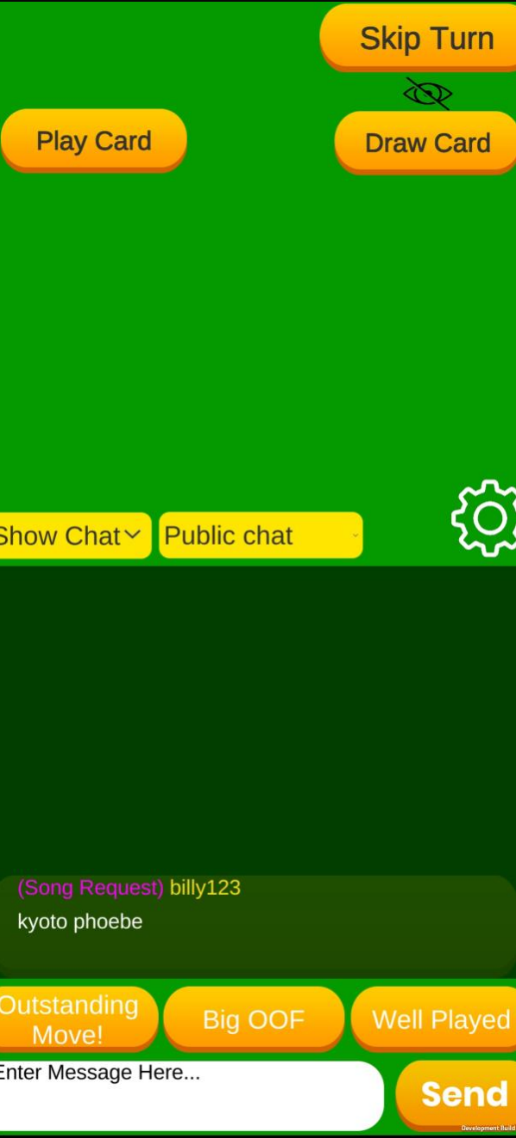 Skip Turn
Play Card
Draw Card
Show Chat
Public chat
(Song Request) billy123
kyoto phoebe
Outstanding
Move!
Big OOF
Well Played
Enter Message Here...
Send
Development Build